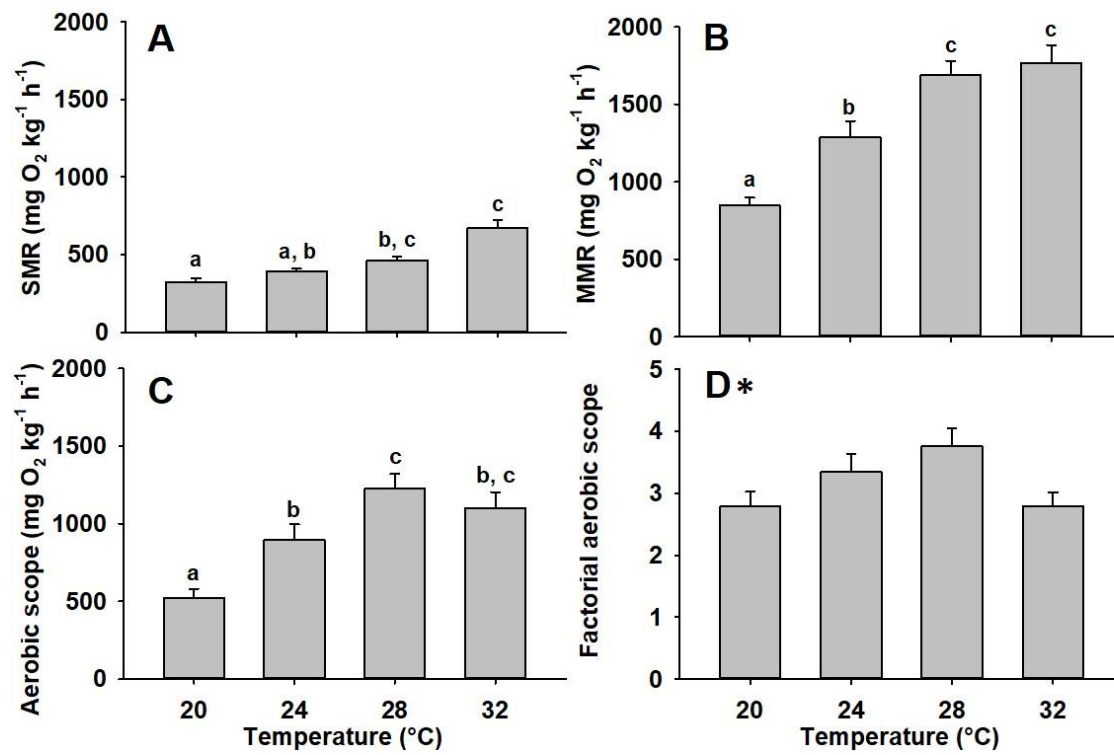 A
SMR (mg O₂ kg⁻¹ h⁻¹)
2000
1500
1000
500
0
a
a, b
b, c
c
B
MMR (mg O₂ kg⁻¹ h⁻¹)
2000
1500
1000
500
0
a
b
c
c
C
Aerobic scope (mg O₂ kg⁻¹ h⁻¹)
2000
1500
1000
500
0
a
b
c
b, c
20 24 28 32
Temperature (°C)
D*
Factorial aerobic scope
5
4
3
2
1
0
20 24 28 32
Temperature (°C)